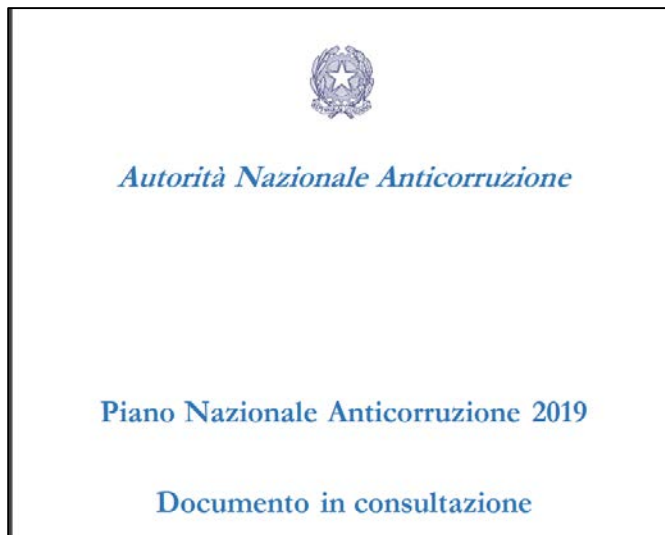 Autorità Nazionale Anticorruzione
Piano Nazionale Anticorruzione 2019
Documento in consultazione